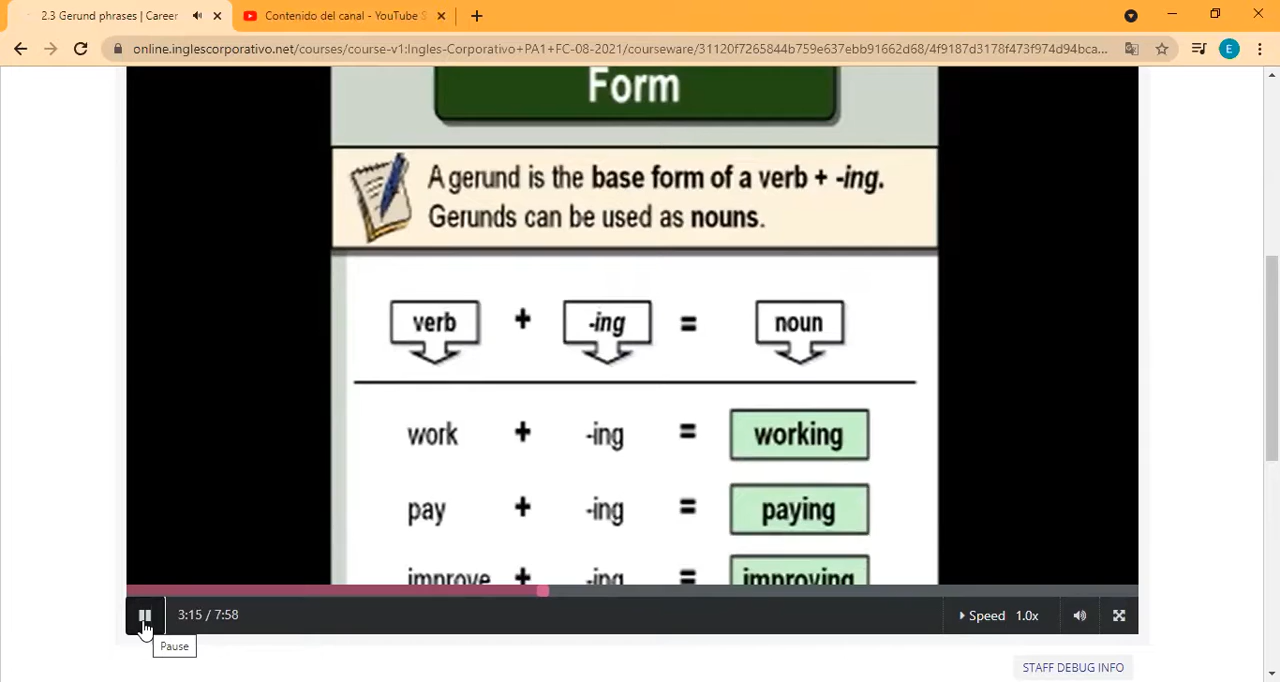 2.3 Gerund phrases | Career
Contenido del canal - YouTube S
online.inglescorporativo.net/courses/course-v1:Ingles-Corporativo+PA1+FC-08-2021/courseware/31120f7265844b759e637ebb91662d68/4f9187d3178f473f974d94bca...
E
Form
A gerund is the base form of a verb + -ing.
Gerunds can be used as nouns.
verb + -ing = noun
work + -ing = working
pay + -ing = paying
improve + -ing = improving
3:15 / 7:58
Speed 1.0x
Pause
STAFF DEBUG INFO